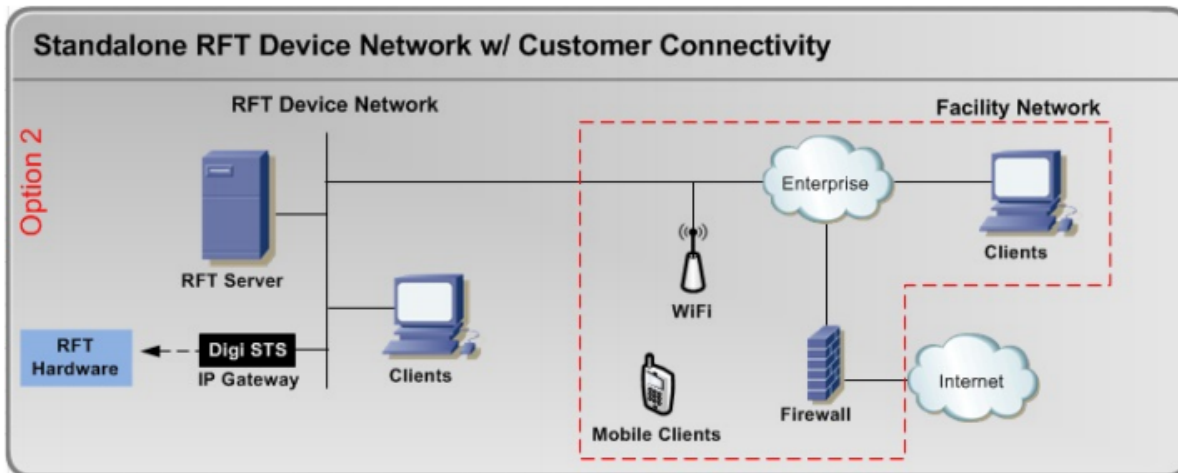 Standalone RFT Device Network w/ Customer Connectivity
Option 2
RFT Device Network
Facility Network
RFT Server
Enterprise
Clients
WiFi
RFT
Hardware
Digi STS
IP Gateway
Clients
Mobile Clients
Firewall
Internet